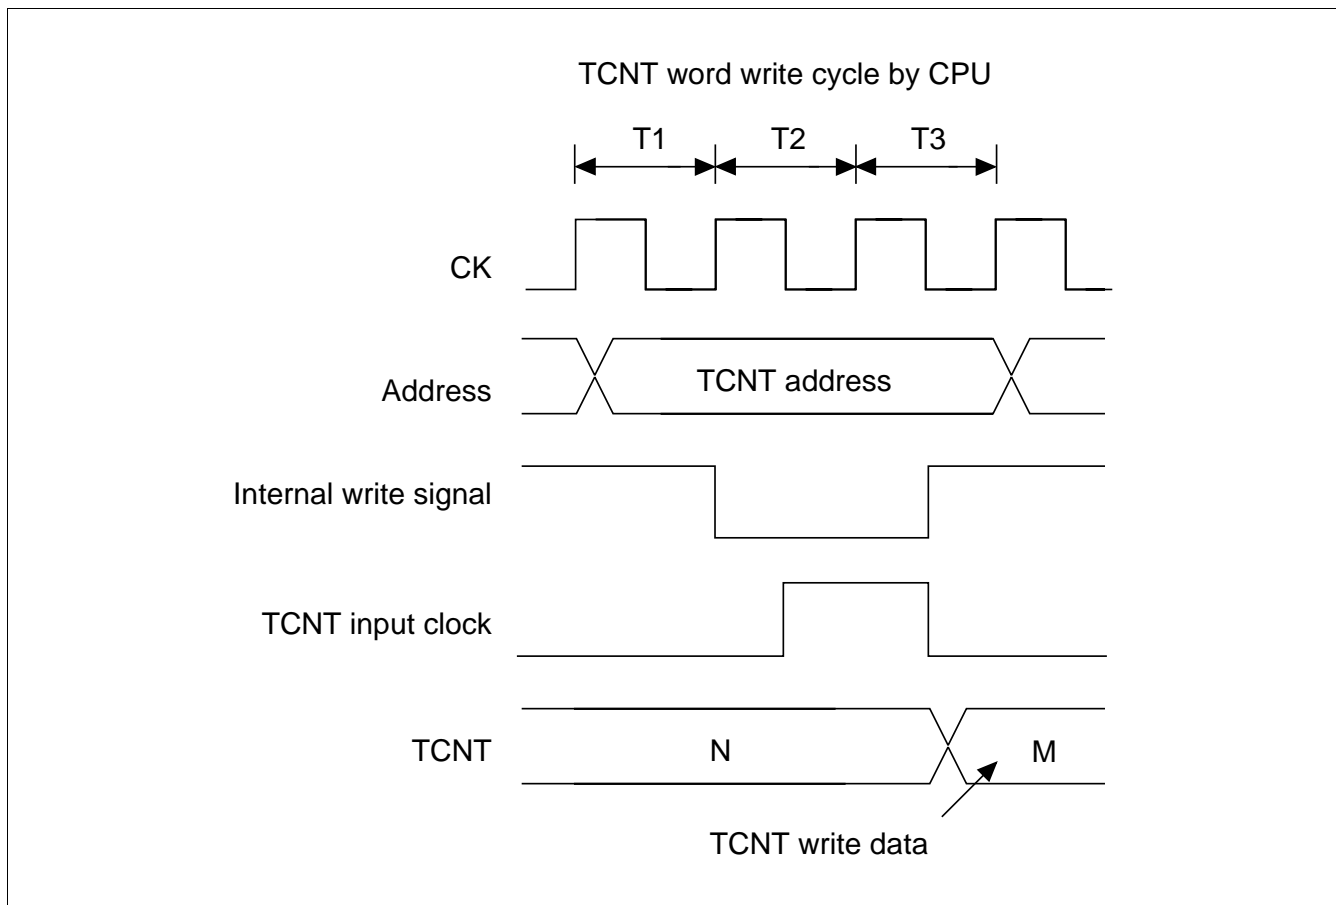 TCNT word write cycle by CPU
T1 T2 T3
CK
Address TCNT address
Internal write signal
TCNT input clock
TCNT N M
TCNT write data